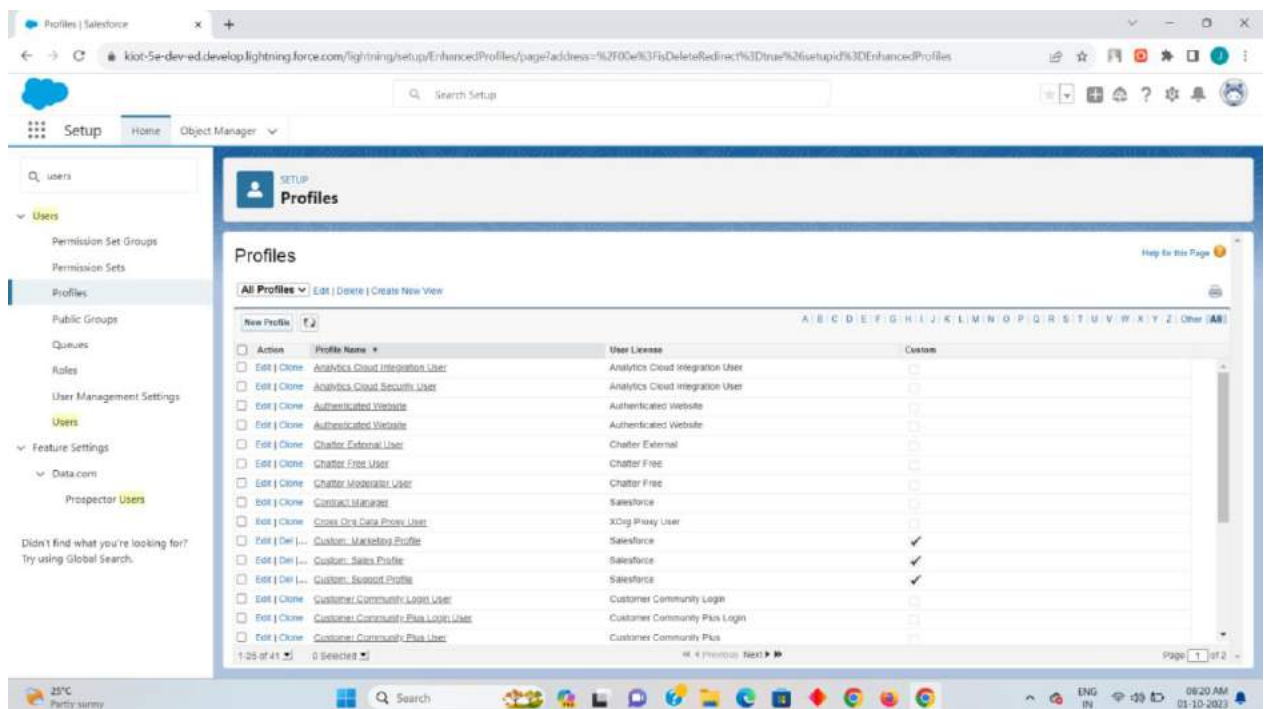 Profiles | Salesforce
kiot-5e-dev-ed.develop.lightning.force.com/lightning/setup/EnhancedProfiles/page?address=%2F00e%3FisDeleteRedirect%3Dtrue%26setupid%3DEnhancedProfiles
J
Search Setup
Setup Home Object Manager
users
Users
Permission Set Groups
Permission Sets
Profiles
Public Groups
Queues
Roles
User Management Settings
Users
Feature Settings
Data.com
Prospector Users
Didn't find what you're looking for?
Try using Global Search.
SETUP
Profiles
Profiles
Help for this Page
All Profiles Edit | Delete | Create New View
New Profile A | B | C | D | E | F | G | H | I | J | K | L | M | N | O | P | Q | R | S | T | U | V | W | X | Y | Z | Other | All
Action Profile Name User License Custom
Edit | Clone Analytics Cloud Integration User Analytics Cloud Integration User
Edit | Clone Analytics Cloud Security User Analytics Cloud Integration User
Edit | Clone Authenticated Website Authenticated Website
Edit | Clone Authenticated Website Authenticated Website
Edit | Clone Chatter External User Chatter External
Edit | Clone Chatter Free User Chatter Free
Edit | Clone Chatter Moderator User Chatter Free
Edit | Clone Contract Manager Salesforce
Edit | Clone Cross Org Data Proxy User XOrg Proxy User
Edit | Del | ... Custom: Marketing Profile Salesforce
Edit | Del | ... Custom: Sales Profile Salesforce
Edit | Del | ... Custom: Support Profile Salesforce
Edit | Clone Customer Community Login User Customer Community Login
Edit | Clone Customer Community Plus Login User Customer Community Plus Login
Edit | Clone Customer Community Plus User Customer Community Plus
1-25 of 41 0 Selected Previous Next Page 1 of 2
25°C
Partly sunny
Search
ENG
IN
08:20 AM
01-10-2023